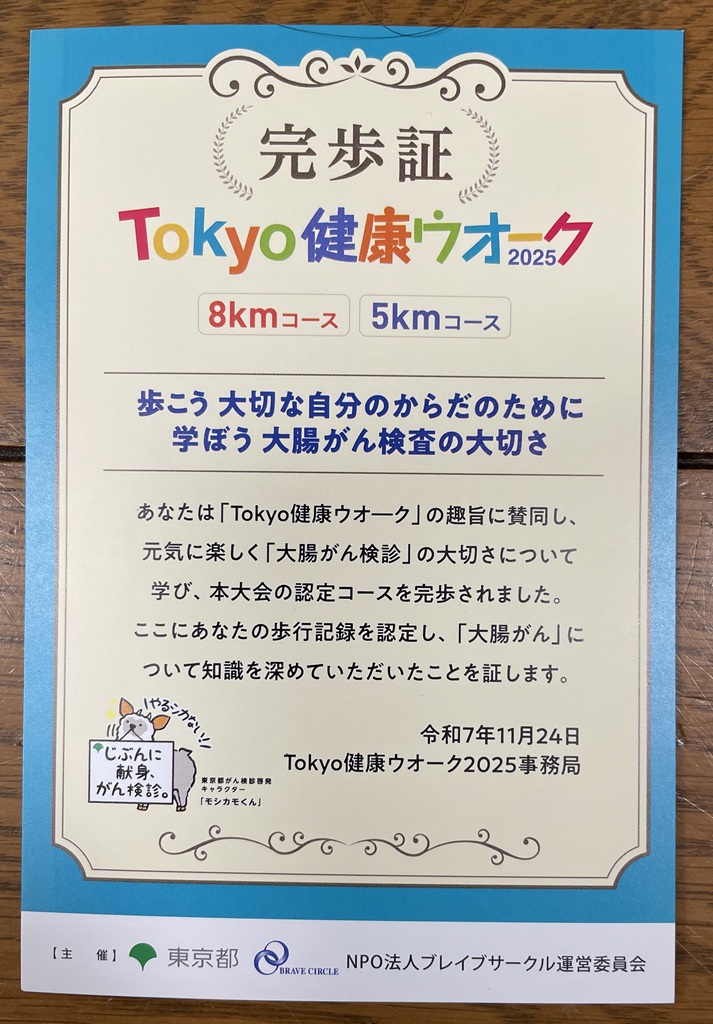 完歩証
Tokyo健康ウオーク
2025
8kmコース 5kmコース
歩こう 大切な自分のからだのために
学ぼう 大腸がん検査の大切さ
あなたは「Tokyo健康ウオーク」の趣旨に賛同し、
元気に楽しく「大腸がん検診」の大切さについて
学び、本大会の認定コースを完歩されました。
ここにあなたの歩行記録を認定し、「大腸がん」に
ついて知識を深めていただいたことを証します。
やるシカない!!
じぶんに
献身、
がん検診。
東京都がん検診啓発
キャラクター
「モシカモくん」
令和7年11月24日
Tokyo健康ウオーク2025事務局
【主 催】 東京都 BRAVE CIRCLE NPO法人ブレイブサークル運営委員会